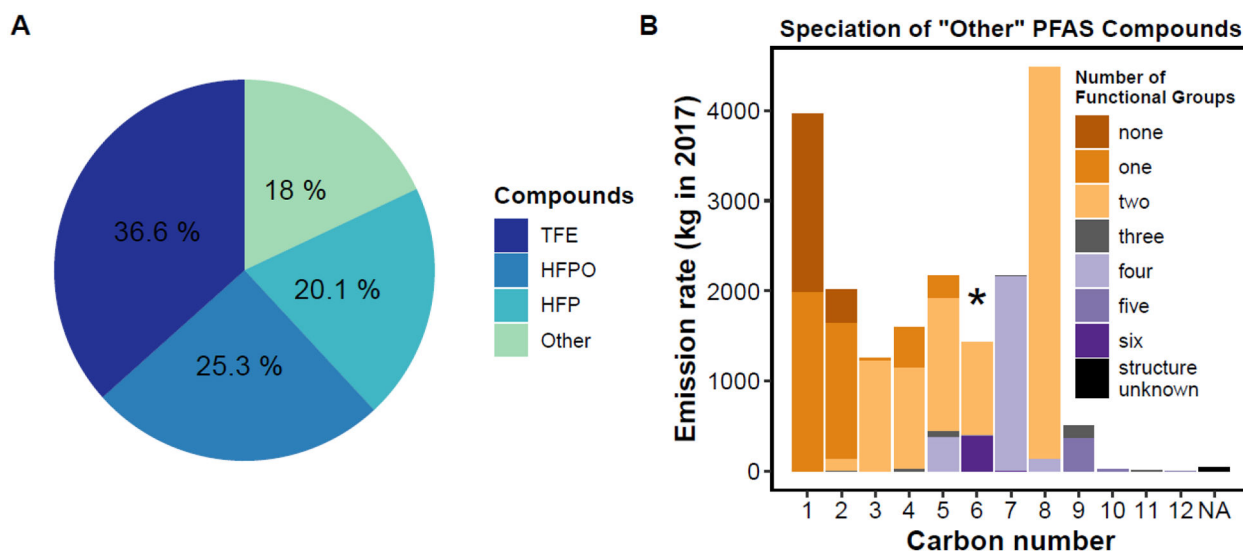 A
36.6 %
18 %
20.1 %
25.3 %
Compounds
TFE
HFPO
HFP
Other
B
Speciation of "Other" PFAS Compounds
Emission rate (kg in 2017)
4000
3000
2000
1000
0
*
Number of
Functional Groups
none
one
two
three
four
five
six
structure
unknown
1 2 3 4 5 6 7 8 9 10 11 12 NA
Carbon number